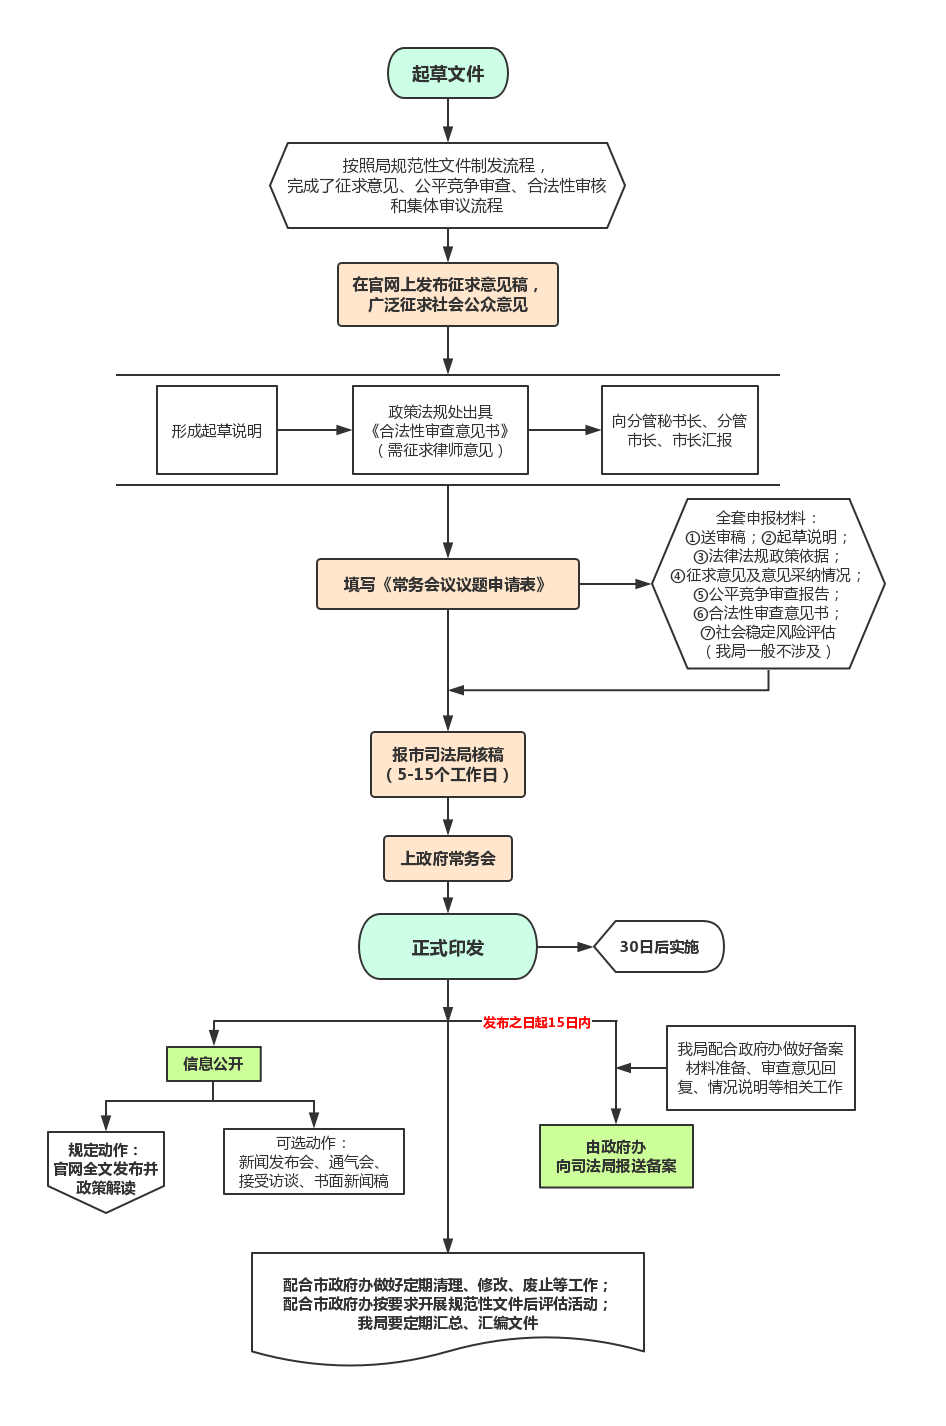 起草文件
按照局规范性文件制发流程，
完成了征求意见、公平竞争审查、合法性审核
和集体审议流程
在官网上发布征求意见稿，
广泛征求社会公众意见
形成起草说明
政策法规处出具
《合法性审查意见书》
（需征求律师意见）
向分管秘书长、分管
市长、市长汇报
填写《常务会议议题申请表》
全套申报材料：
①送审稿；②起草说明；
③法律法规政策依据；
④征求意见及意见采纳情况；
⑤公平竞争审查报告；
⑥合法性审查意见书；
⑦社会稳定风险评估
（我局一般不涉及）
报市司法局核稿
（5-15个工作日）
上政府常务会
正式印发
30日后实施
发布之日起15日内
信息公开
我局配合政府办做好备案
材料准备、审查意见回
复、情况说明等相关工作
规定动作：
官网全文发布并
政策解读
可选动作：
新闻发布会、通气会、
接受访谈、书面新闻稿
由政府办
向司法局报送备案
配合市政府办做好定期清理、修改、废止等工作；
配合市政府办按要求开展规范性文件后评估活动；
我局要定期汇总、汇编文件